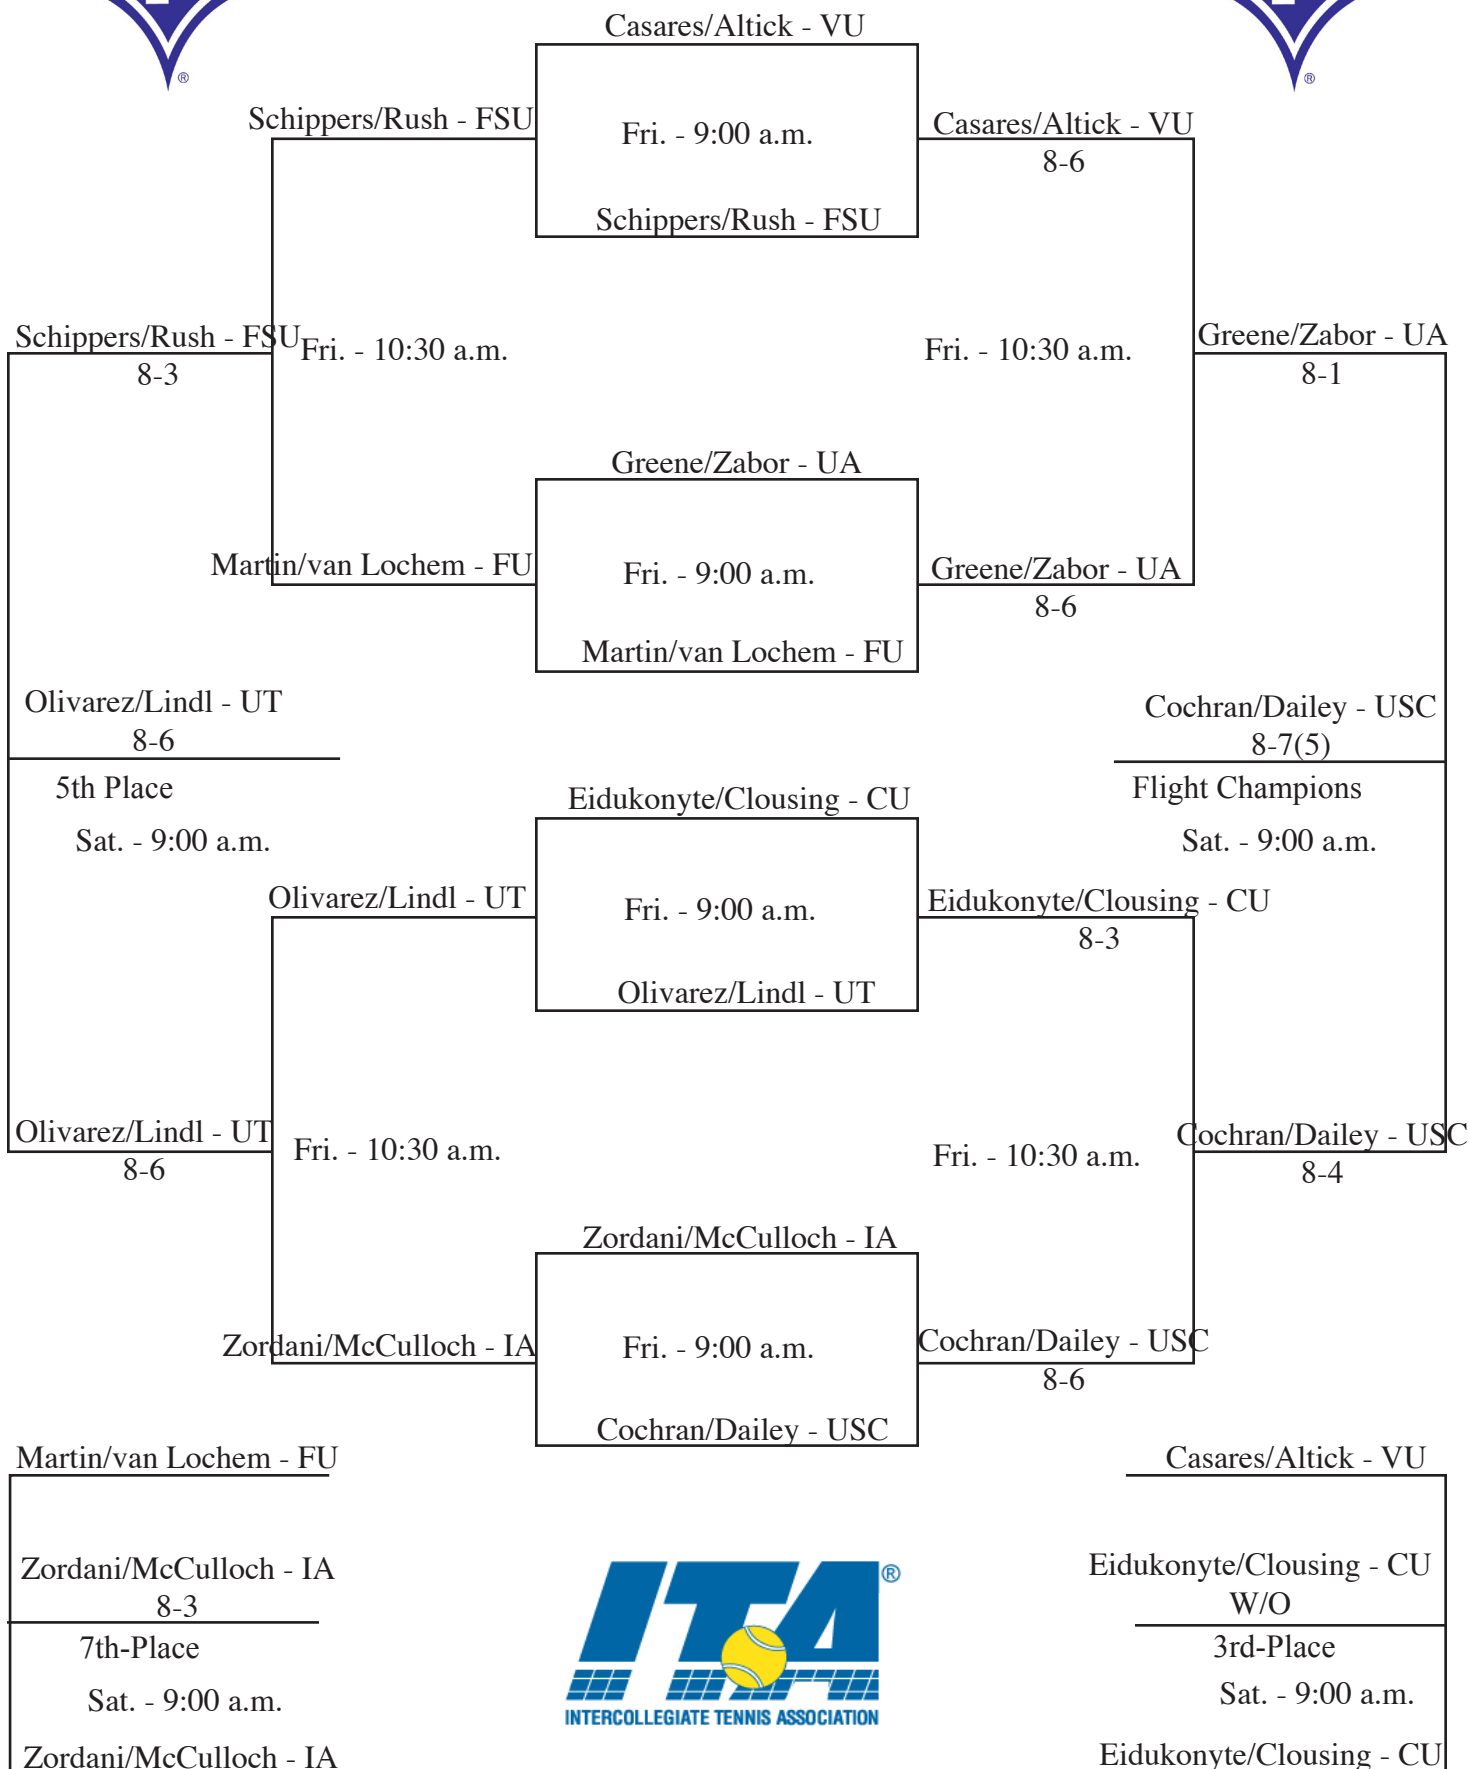 Casares/Altick - VU
®
®
Schippers/Rush - FSU
Fri. - 9:00 a.m.
Casares/Altick - VU
8-6
Schippers/Rush - FSU
Schippers/Rush - FSU
8-3
Fri. - 10:30 a.m.
Fri. - 10:30 a.m.
Greene/Zabor - UA
8-1
Greene/Zabor - UA
Martin/van Lochem - FU
Fri. - 9:00 a.m.
Greene/Zabor - UA
8-6
Martin/van Lochem - FU
Olivarez/Lindl - UT
8-6
5th Place
Sat. - 9:00 a.m.
Cochran/Dailey - USC
8-7(5)
Flight Champions
Sat. - 9:00 a.m.
Eidukonyte/Clousing - CU
Olivarez/Lindl - UT
Fri. - 9:00 a.m.
Eidukonyte/Clousing - CU
8-3
Olivarez/Lindl - UT
Olivarez/Lindl - UT
8-6
Fri. - 10:30 a.m.
Fri. - 10:30 a.m.
Cochran/Dailey - USC
8-4
Zordani/McCulloch - IA
Zordani/McCulloch - IA
Fri. - 9:00 a.m.
Cochran/Dailey - USC
8-6
Cochran/Dailey - USC
Martin/van Lochem - FU
Zordani/McCulloch - IA
8-3
7th-Place
Sat. - 9:00 a.m.
Zordani/McCulloch - IA
ITA®
INTERCOLLEGIATE TENNIS ASSOCIATION
Casares/Altick - VU
Eidukonyte/Clousing - CU
W/O
3rd-Place
Sat. - 9:00 a.m.
Eidukonyte/Clousing - CU